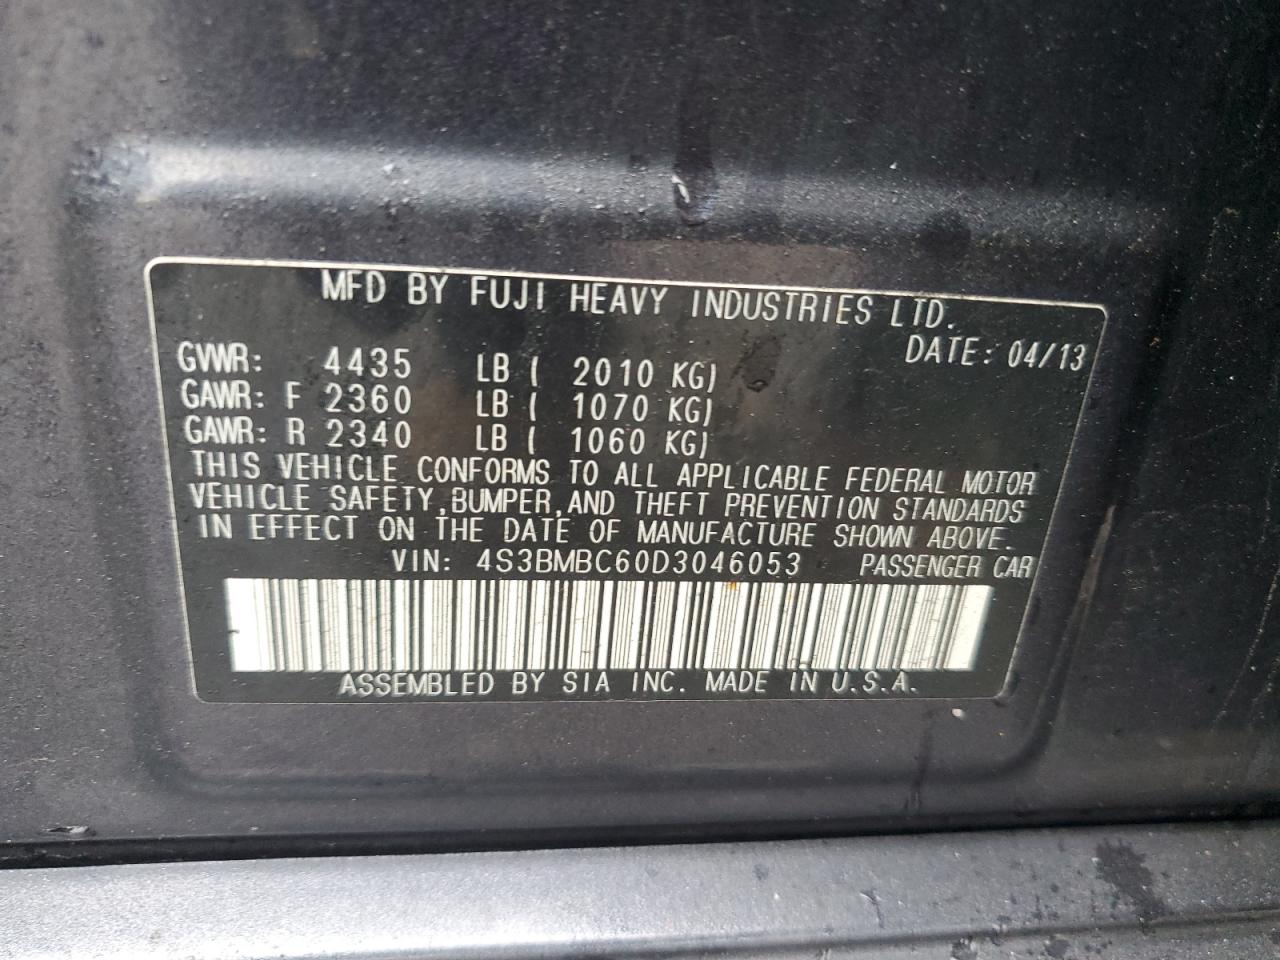 MFD BY FUJI HEAVY INDUSTRIES LTD.
DATE: 04/13
GVWR: 4435 LB ( 2010 KG)
GAWR: F 2360 LB ( 1070 KG)
GAWR: R 2340 LB ( 1060 KG)
THIS VEHICLE CONFORMS TO ALL APPLICABLE FEDERAL MOTOR
VEHICLE SAFETY, BUMPER, AND THEFT PREVENTION STANDARDS
IN EFFECT ON THE DATE OF MANUFACTURE SHOWN ABOVE.
VIN: 4S3BMBC60D3046053 PASSENGER CAR
ASSEMBLED BY SIA INC. MADE IN U.S.A.